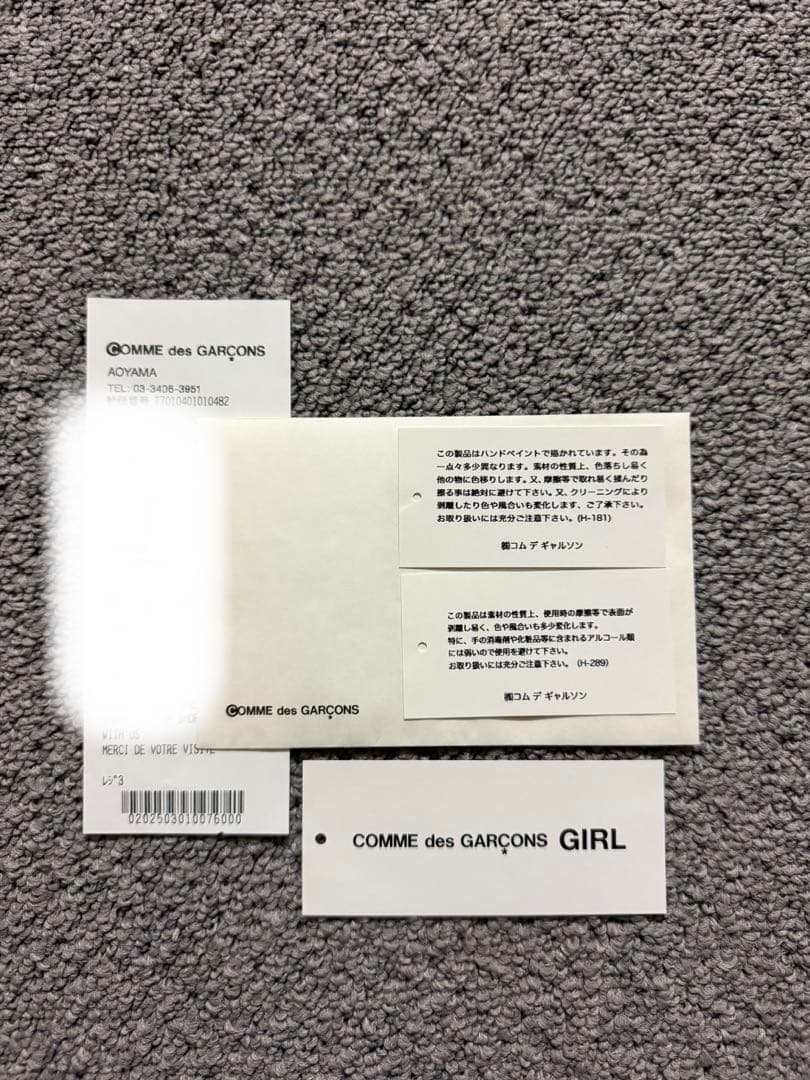 COMME des GARÇONS
AOYAMA
TEL: 03-3406-3951
T7010401010482
この製品はハンドペイントで描かれています。その為
一点々多少異なります。素材の性質上、色落ちし易く
他の物に色移りします。又、摩擦等で取れ易く揉んだり
擦る事は絶対に避けて下さい。又、クリーニングにより
剥離したり色や風合いも変化します、ご了承下さい。
お取り扱いには充分ご注意下さい。(H-181)
㈱コム デ ギャルソン
この製品は素材の性質上、使用時の摩擦等で表面が
剥離し易く、色や風合いも多少変化します。
特に、手の消毒剤や化粧品等に含まれるアルコール類
には弱いので使用を避けて下さい。
お取り扱いには充分ご注意下さい。(H-289)
㈱コム デ ギャルソン
COMME des GARÇONS
WITH US
MERCI DE VOTRE VISITE
ﾚｼﾞ3
0202503010076000
COMME des GARÇONS GIRL